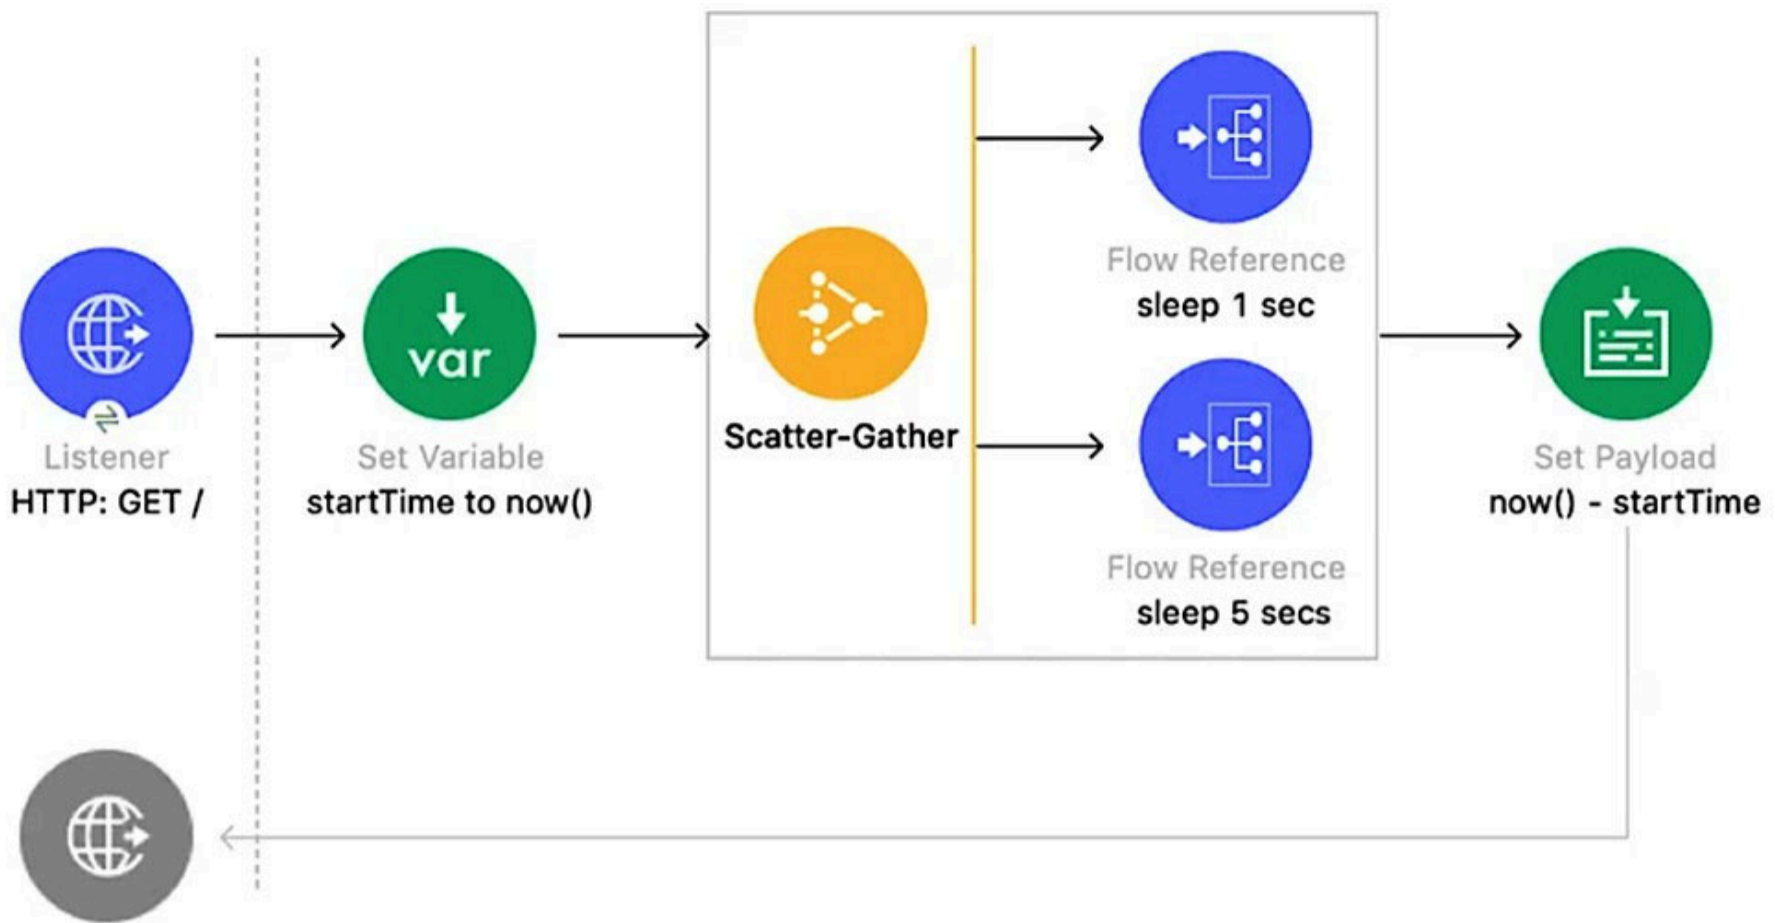 Listener
HTTP: GET /
var
Set Variable
startTime to now()
Scatter-Gather
Flow Reference
sleep 1 sec
Flow Reference
sleep 5 secs
Set Payload
now() - startTime